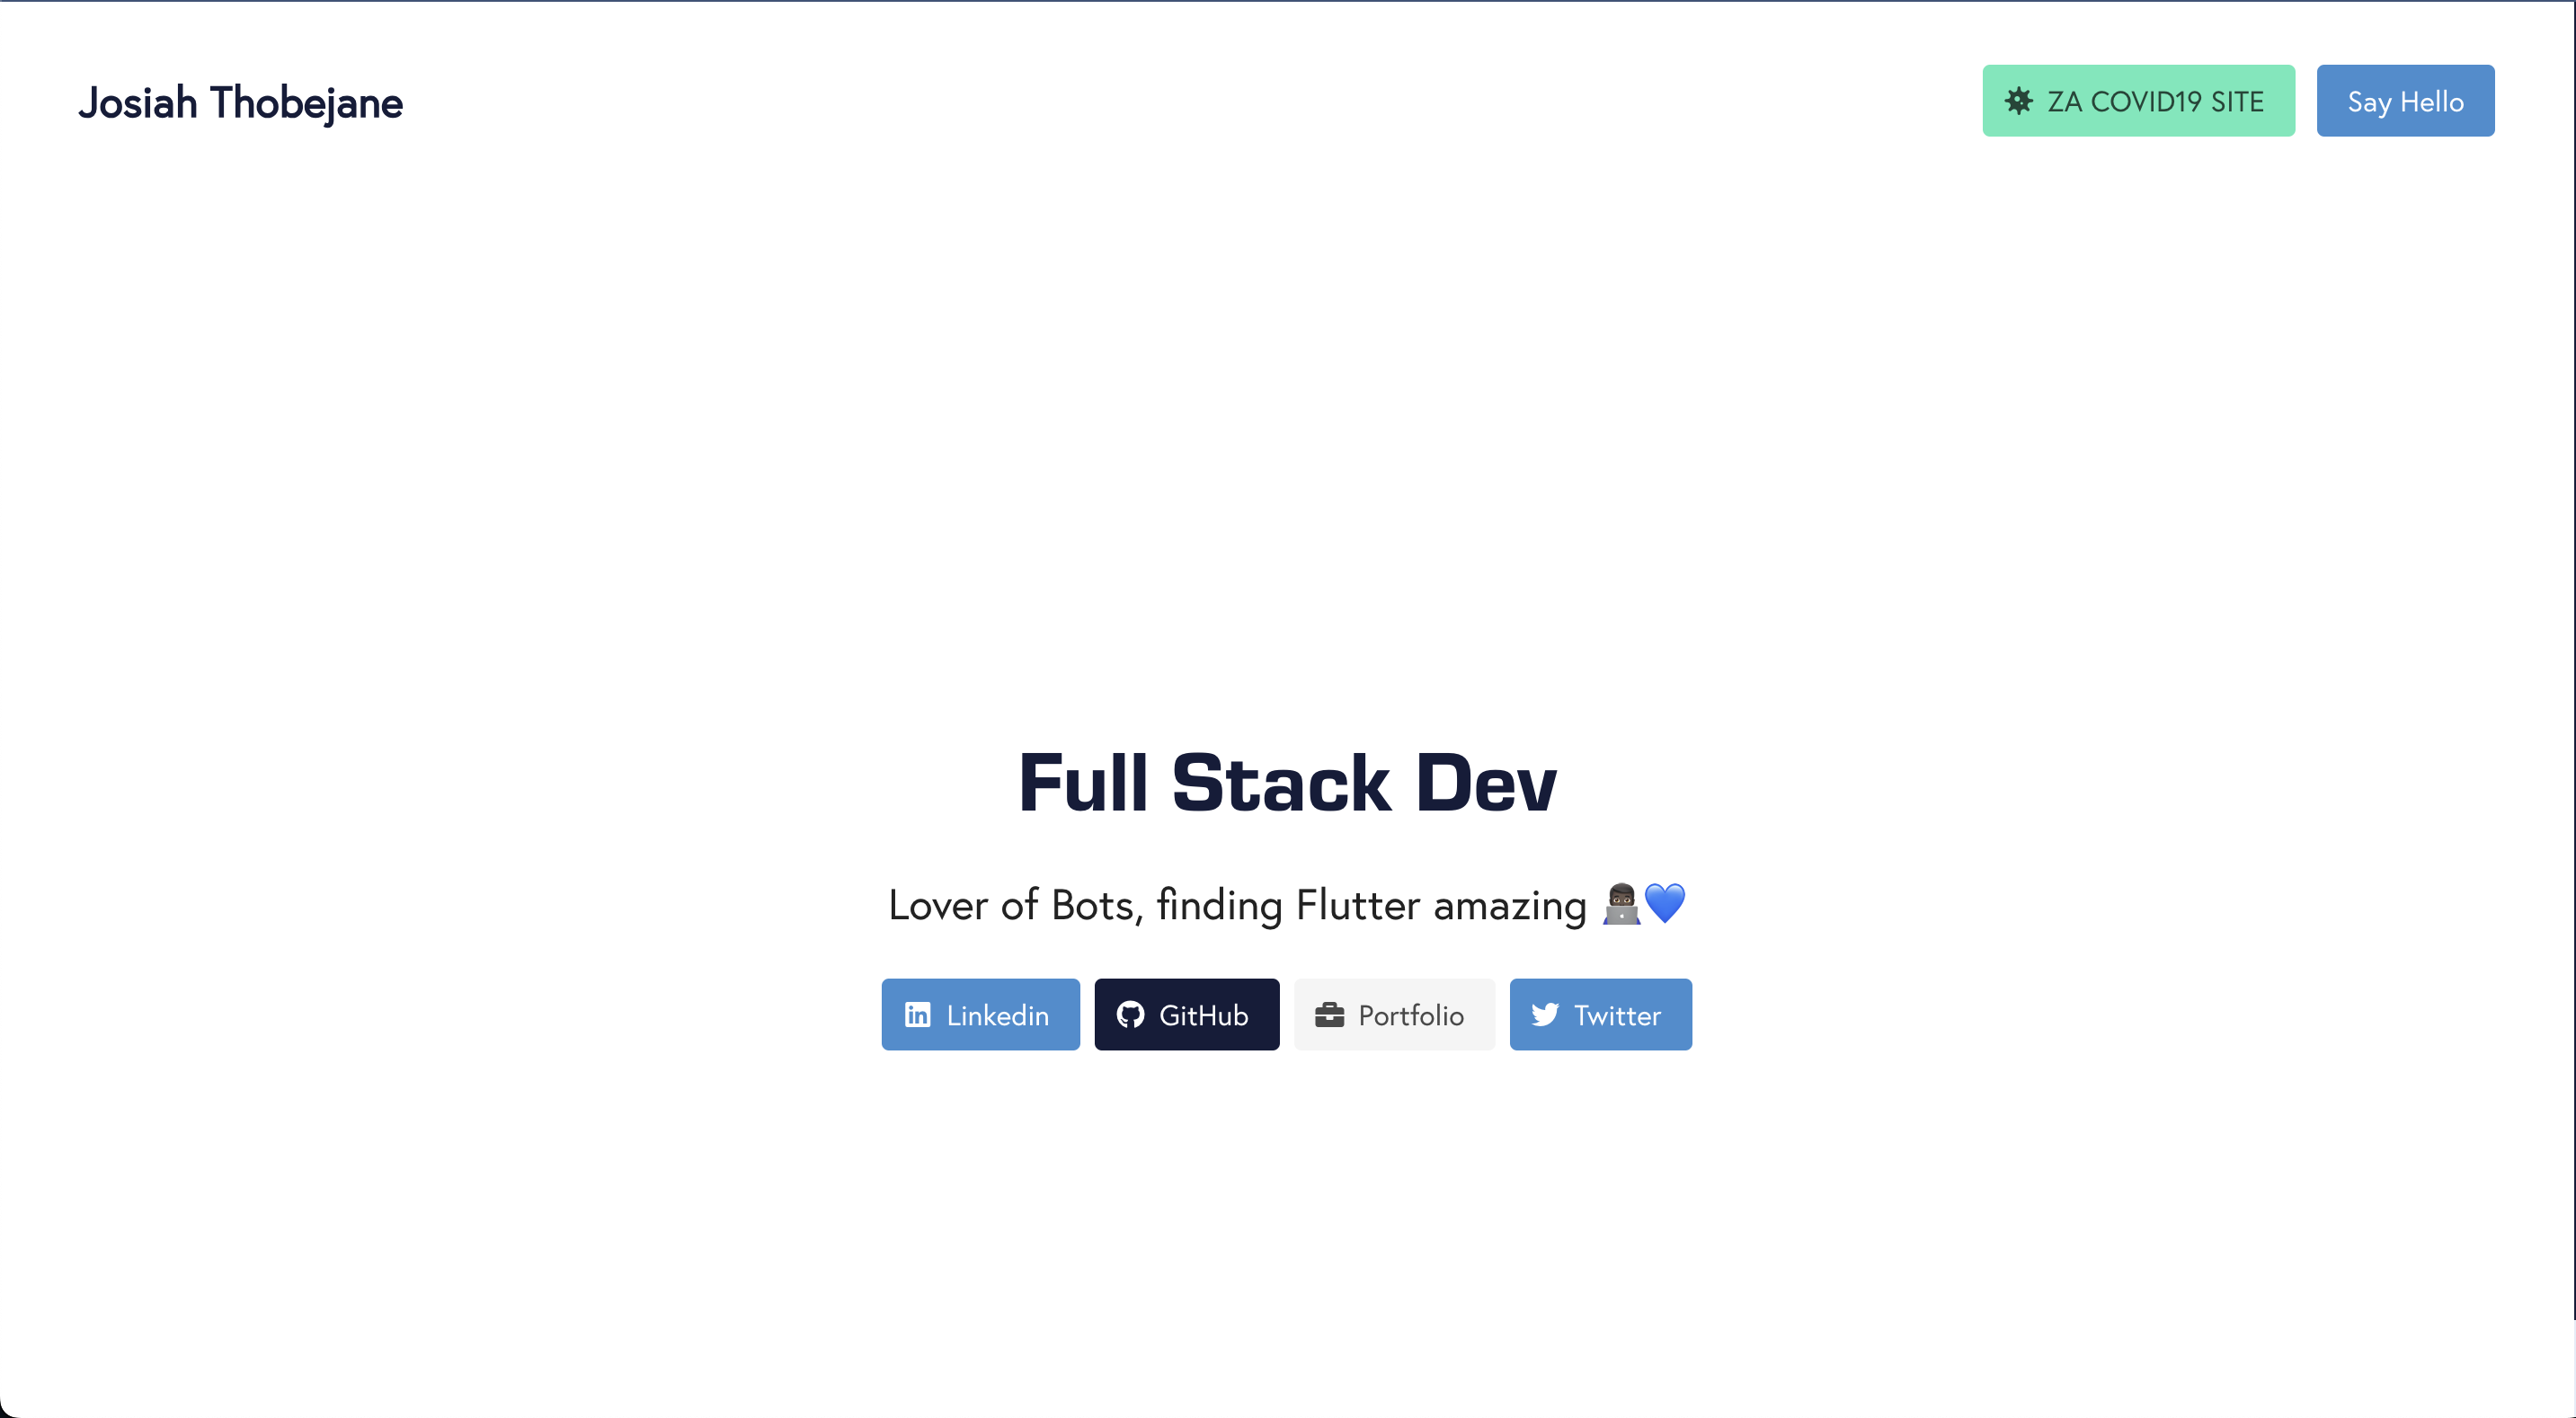 Josiah Thobejane
ZA COVID19 SITE
Say Hello
Full Stack Dev
Lover of Bots, finding Flutter amazing 👨🏿‍💻💙
Linkedin
GitHub
Portfolio
Twitter